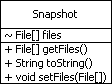 Snapshot
~ File[] files
+ File[] getFiles()
+ String toString()
+ void setFiles(File[])